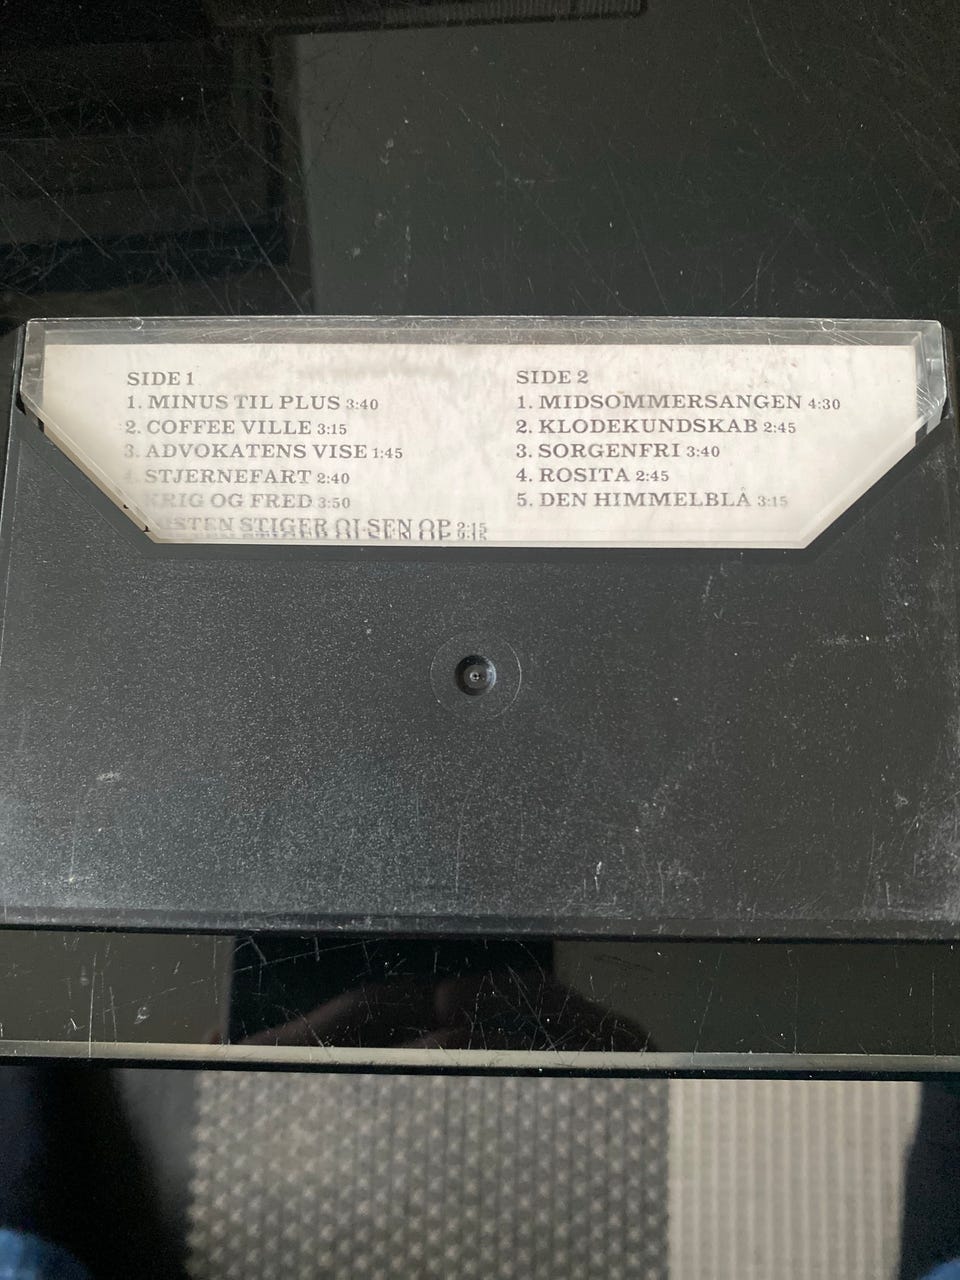 SIDE 1
1. MINUS TIL PLUS 3:40
2. COFFEE VILLE 3:15
3. ADVOKATENS VISE 1:45
4. STJERNEFART 2:40
KRIG OG FRED 3:50
STIGER OLSEN OP 2:15
SIDE 2
1. MIDSOMMERSANGEN 4:30
2. KLODEKUNDSKAB 2:45
3. SORGENFRI 3:40
4. ROSITA 2:45
5. DEN HIMMELBLÅ 3:15